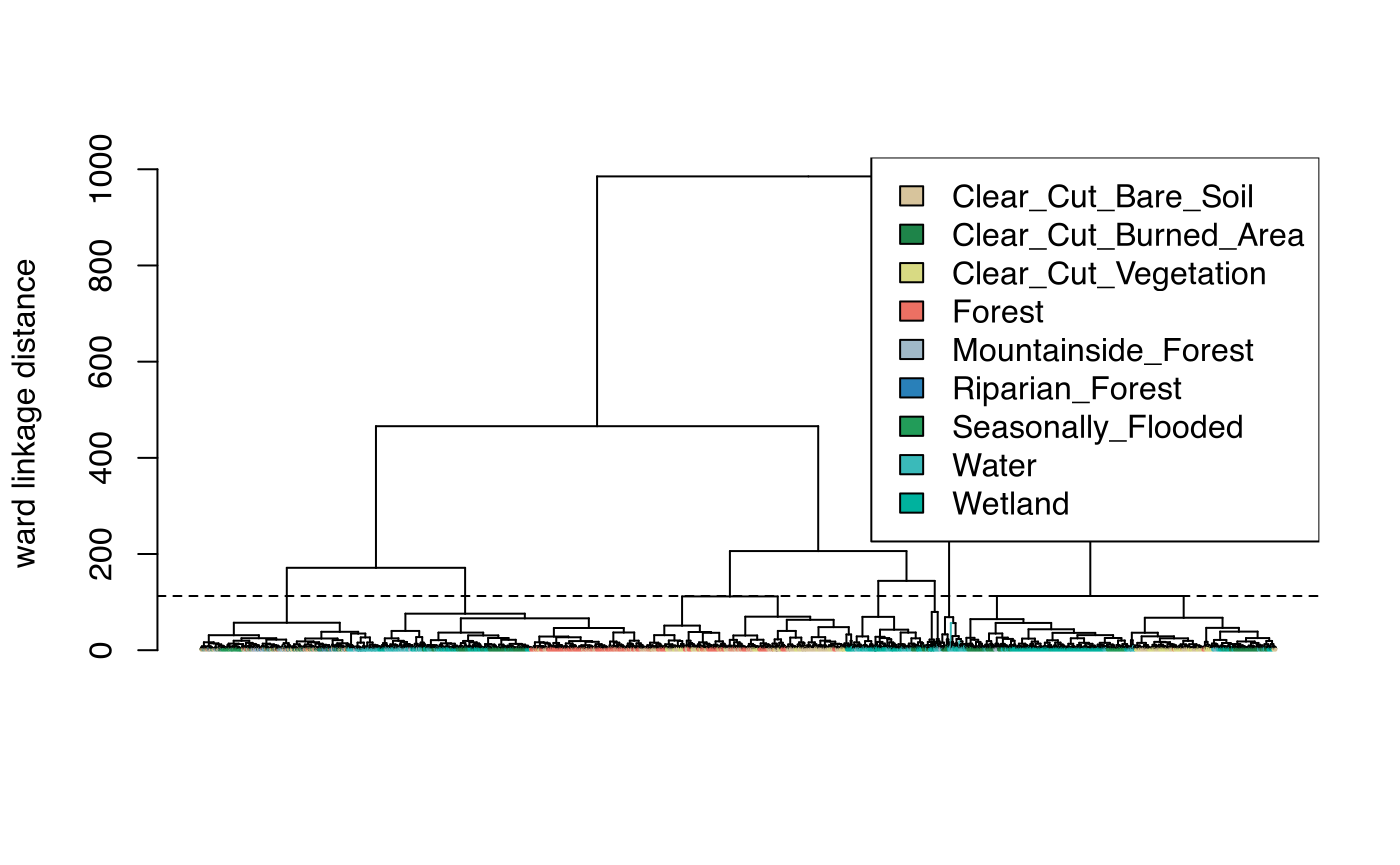 ward linkage distance
1000
800
600
400
200
0
Clear_Cut_Bare_Soil
Clear_Cut_Burned_Area
Clear_Cut_Vegetation
Forest
Mountainside_Forest
Riparian_Forest
Seasonally_Flooded
Water
Wetland